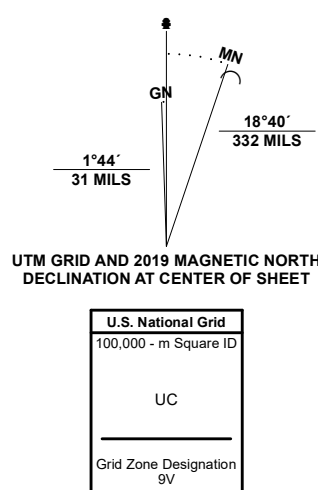 MN
GN
18°40´
332 MILS
1°44´
31 MILS
UTM GRID AND 2019 MAGNETIC NORTH
DECLINATION AT CENTER OF SHEET
U.S. National Grid
100,000 - m Square ID
UC
Grid Zone Designation
9V